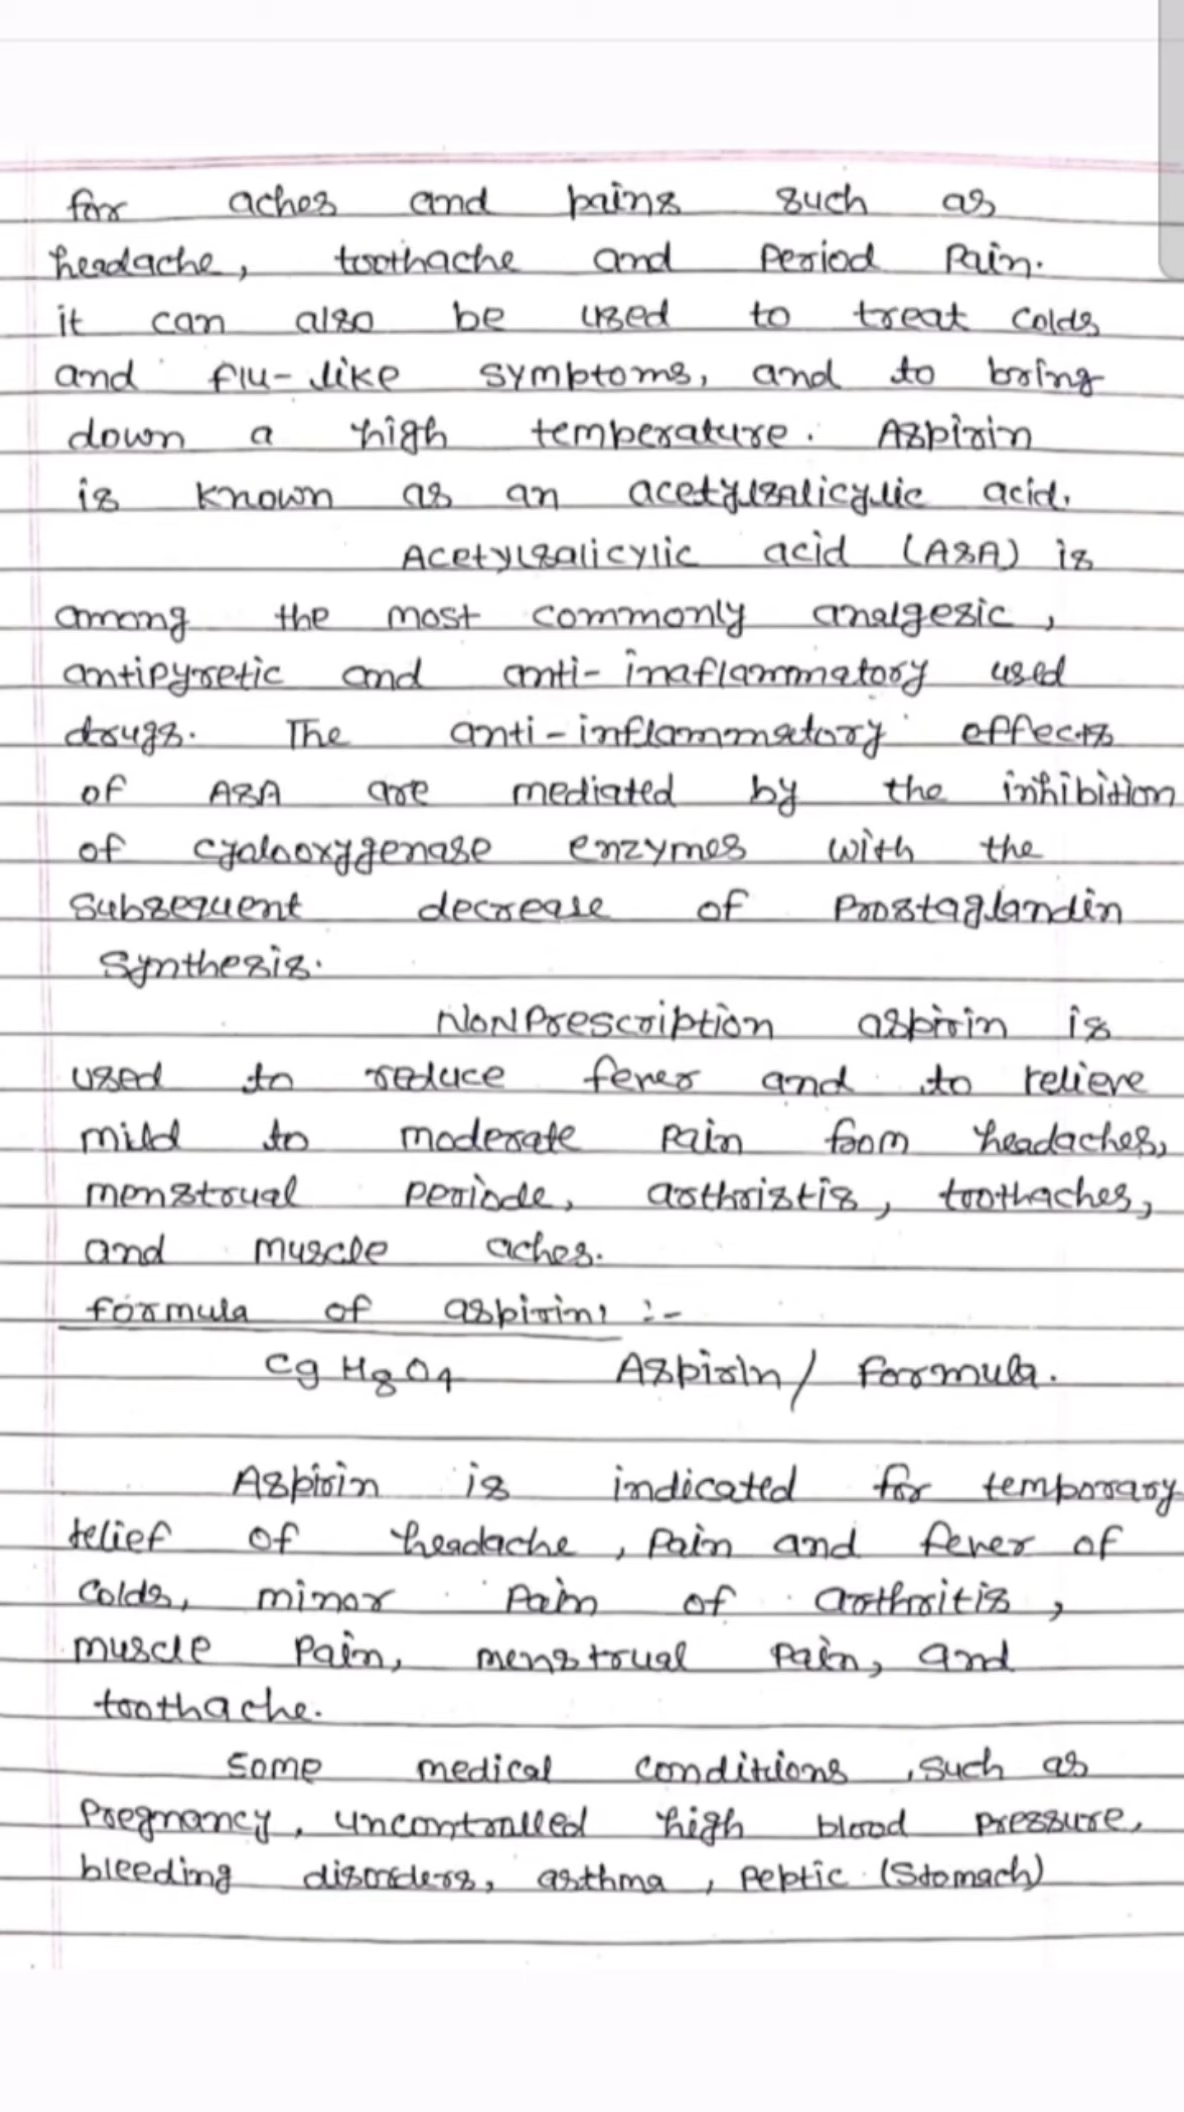 for aches and pains such as
headache, toothache and Period Pain.
it can also be used to treat colds
and flu-like symptoms, and to bring
down a high temperature. Aspirin
is known as an acetylsalicylic acid.
Acetylsalicylic acid (ASA) is
among the most commonly analgesic,
antipyretic and anti-inaflammatory used
drugs. The anti-inflammatory effects
of ASA are mediated by the inhibition
of cyalooxygenase enzymes with the
subsequent decrease of Prostaglandin
synthesis.
NonPrescription aspirin is
used to reduce fever and to relieve
mild to moderate pain from headaches,
menstrual periode, arthristis, toothaches,
and muscle aches.
formula of aspirin :-
C9H8O4 Aspirin/ Formula.
Aspirin is indicated for temporary
relief of headache, Pain and fever of
colds, minor Pain of arthritis,
muscle Pain, menstrual Pain, and
toothache.
Some medical conditions, such as
Pregnancy, uncontrolled high blood pressure,
bleeding disorders, asthma, peptic (Stomach)